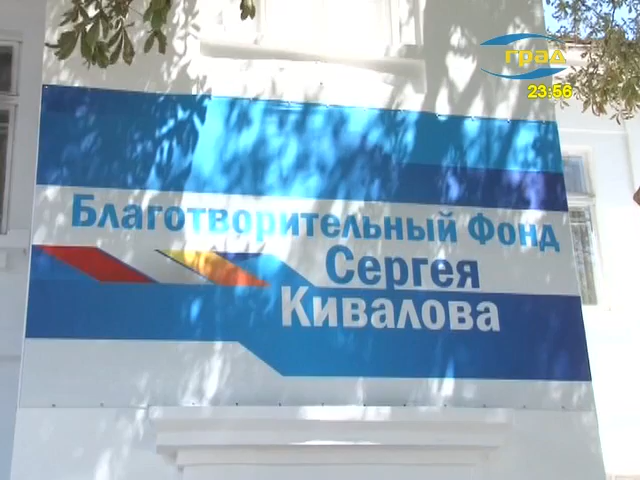 град
23:56
Благотворительный Фонд
Сергея
Кивалова